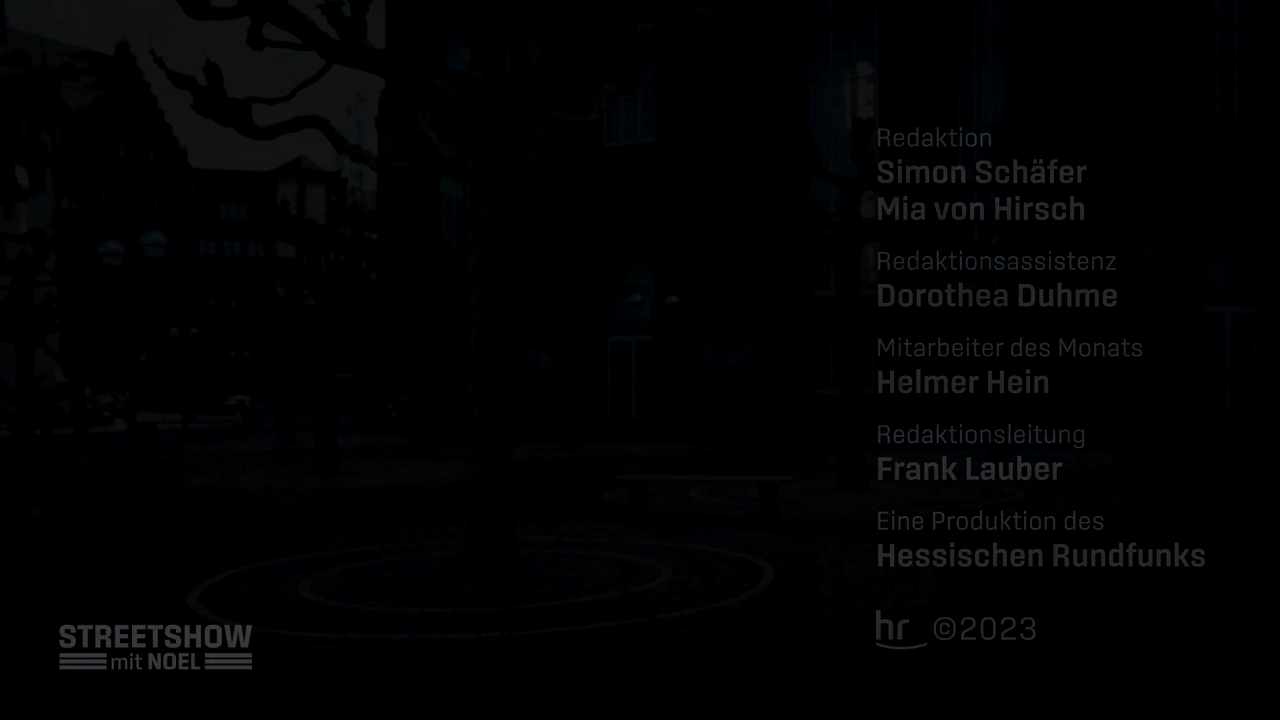 Redaktion
Simon Schäfer
Mia von Hirsch
Redaktionsassistenz
Dorothea Duhme
Mitarbeiter des Monats
Helmer Hein
Redaktionsleitung
Frank Lauber
Eine Produktion des
Hessischen Rundfunks
hr ©2023
STREETSHOW
mit NOEL